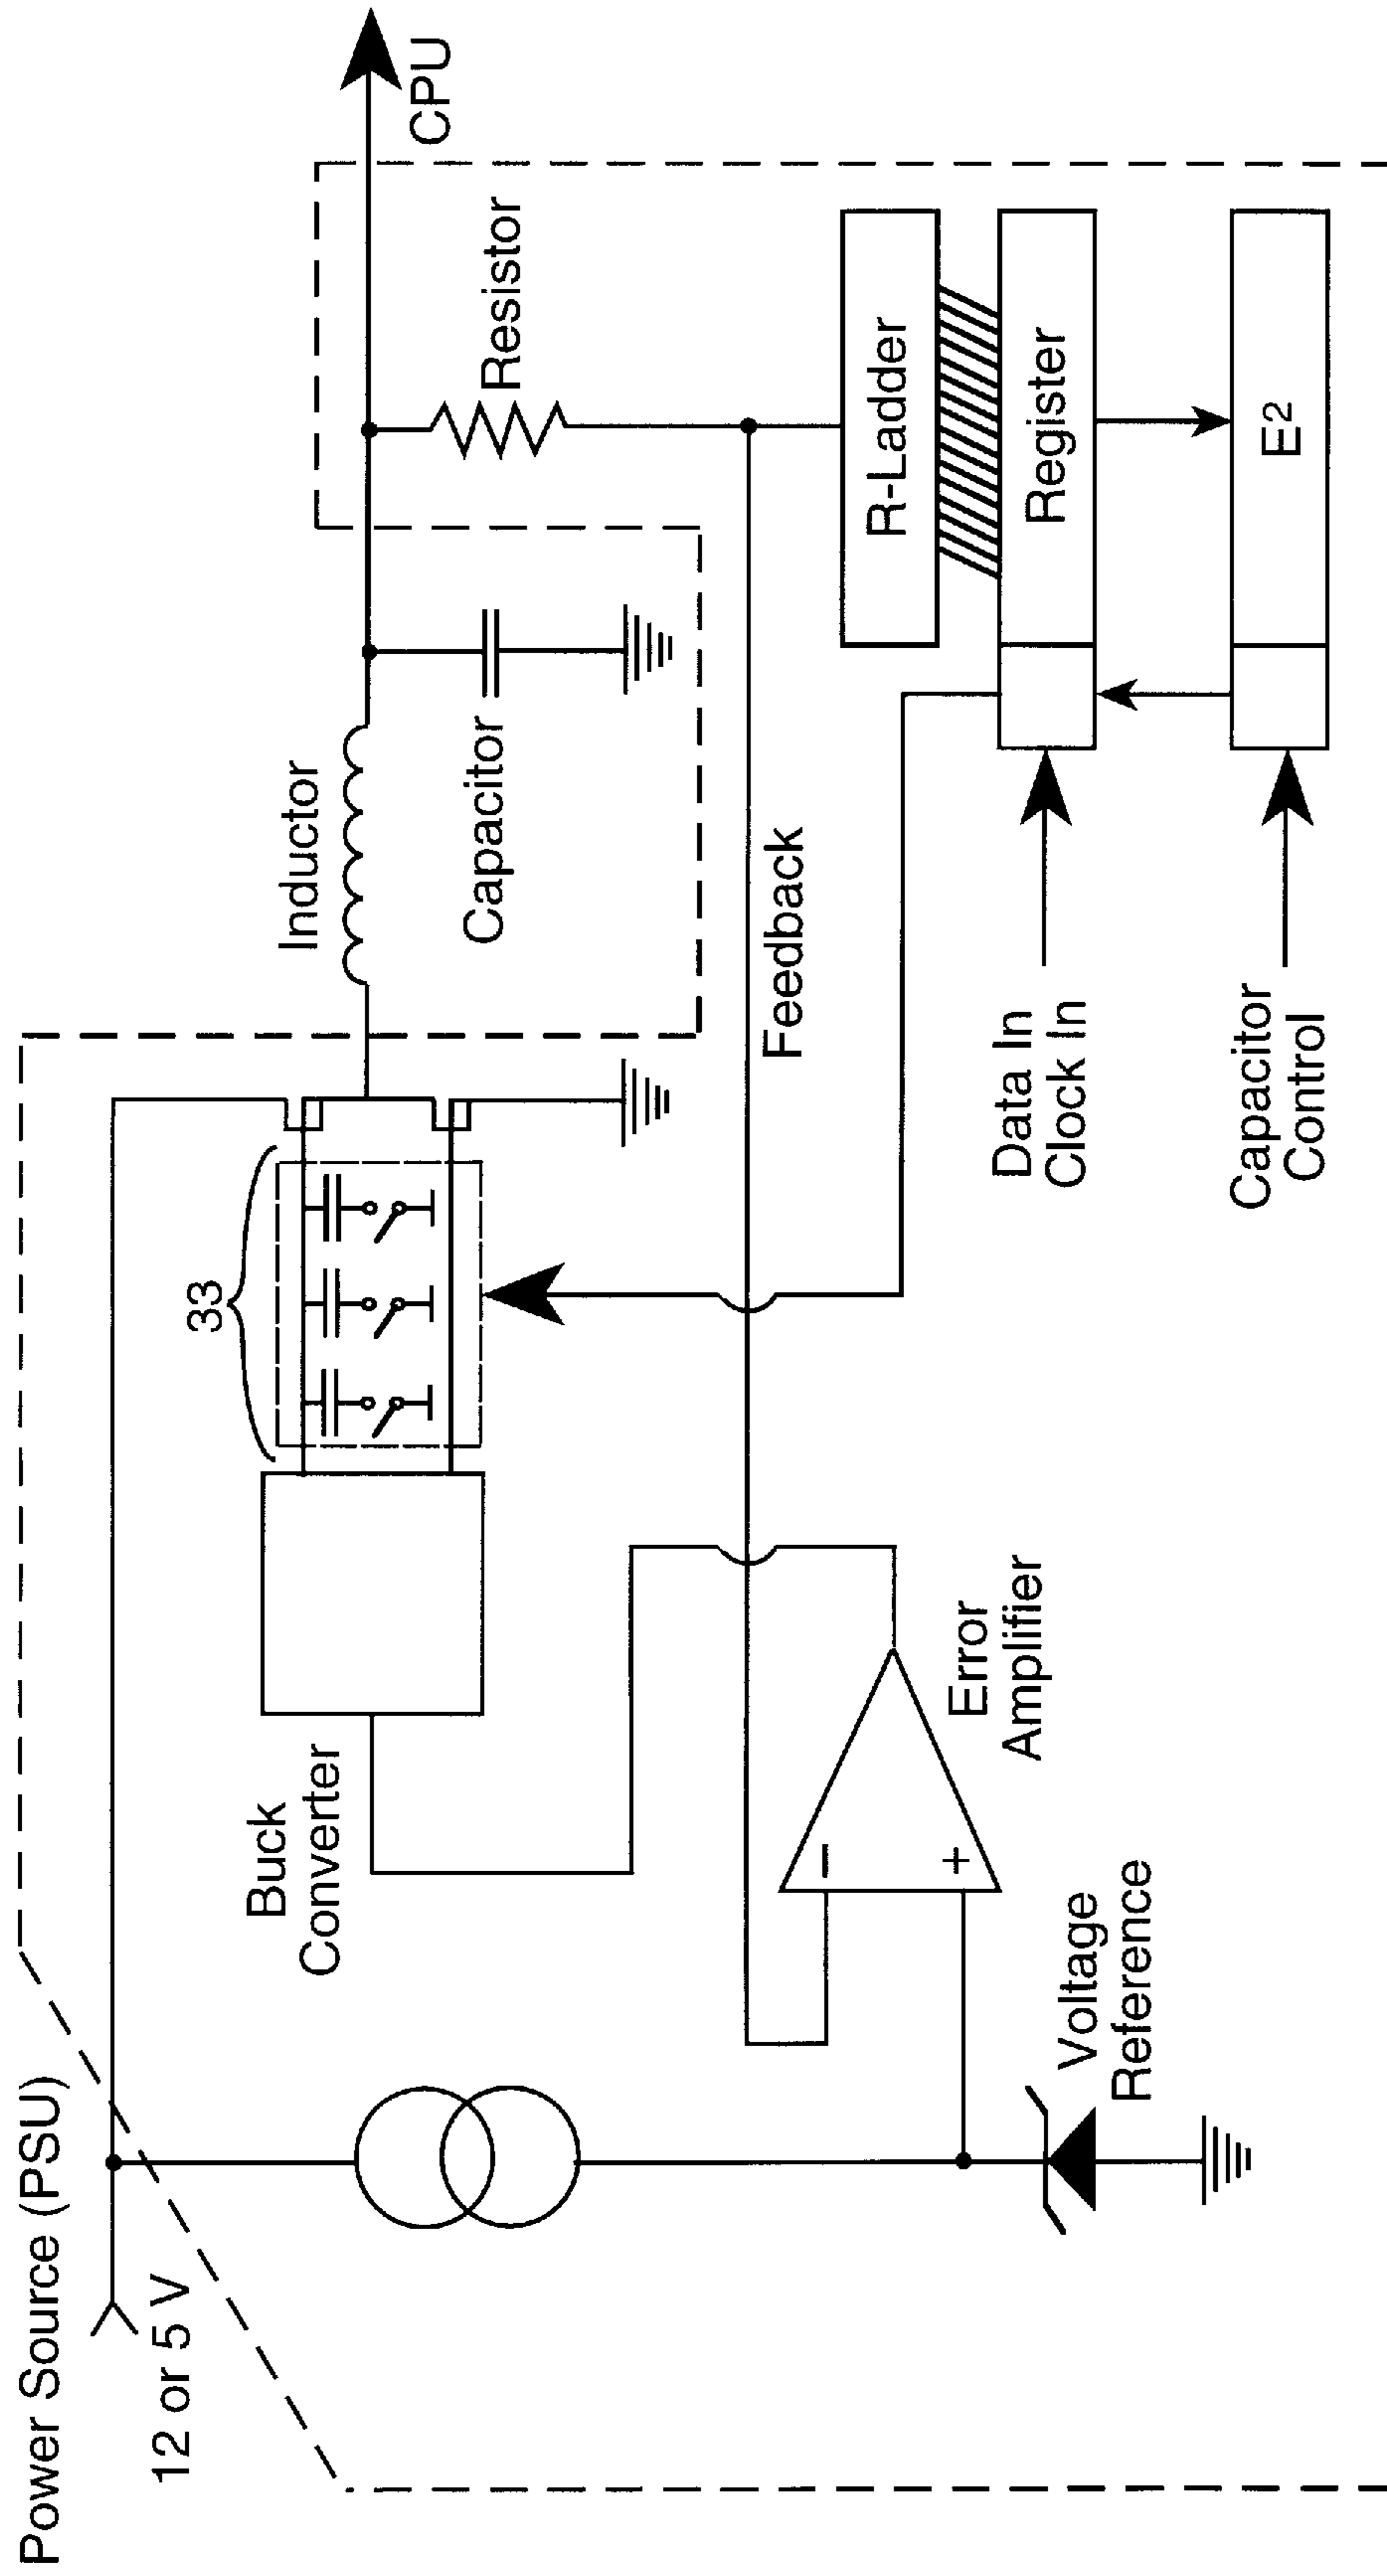 Power Source (PSU)
12 or 5 V
33
Inductor
CPU
Buck
Converter
Capacitor
Resistor
Feedback
Error
Amplifier
–
+
Voltage
Reference
R-Ladder
Register
E²
Data In
Clock In
Capacitor
Control